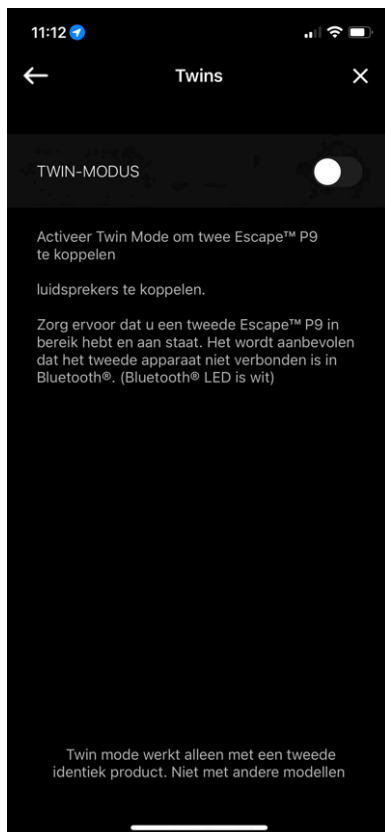 11:12
Twins
TWIN-MODUS
Activeer Twin Mode om twee Escape™ P9
te koppelen
luidsprekers te koppelen.
Zorg ervoor dat u een tweede Escape™ P9 in
bereik hebt en aan staat. Het wordt aanbevolen
dat het tweede apparaat niet verbonden is in
Bluetooth®. (Bluetooth® LED is wit)
Twin mode werkt alleen met een tweede
identiek product. Niet met andere modellen